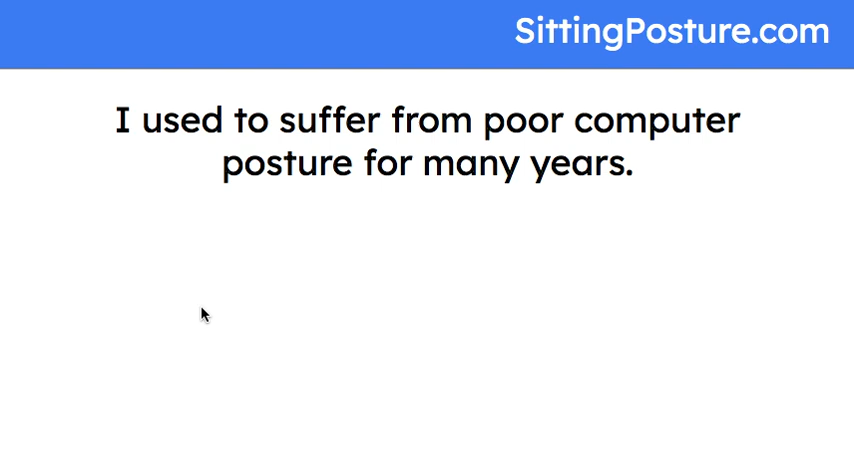 SittingPosture.com
I used to suffer from poor computer
posture for many years.